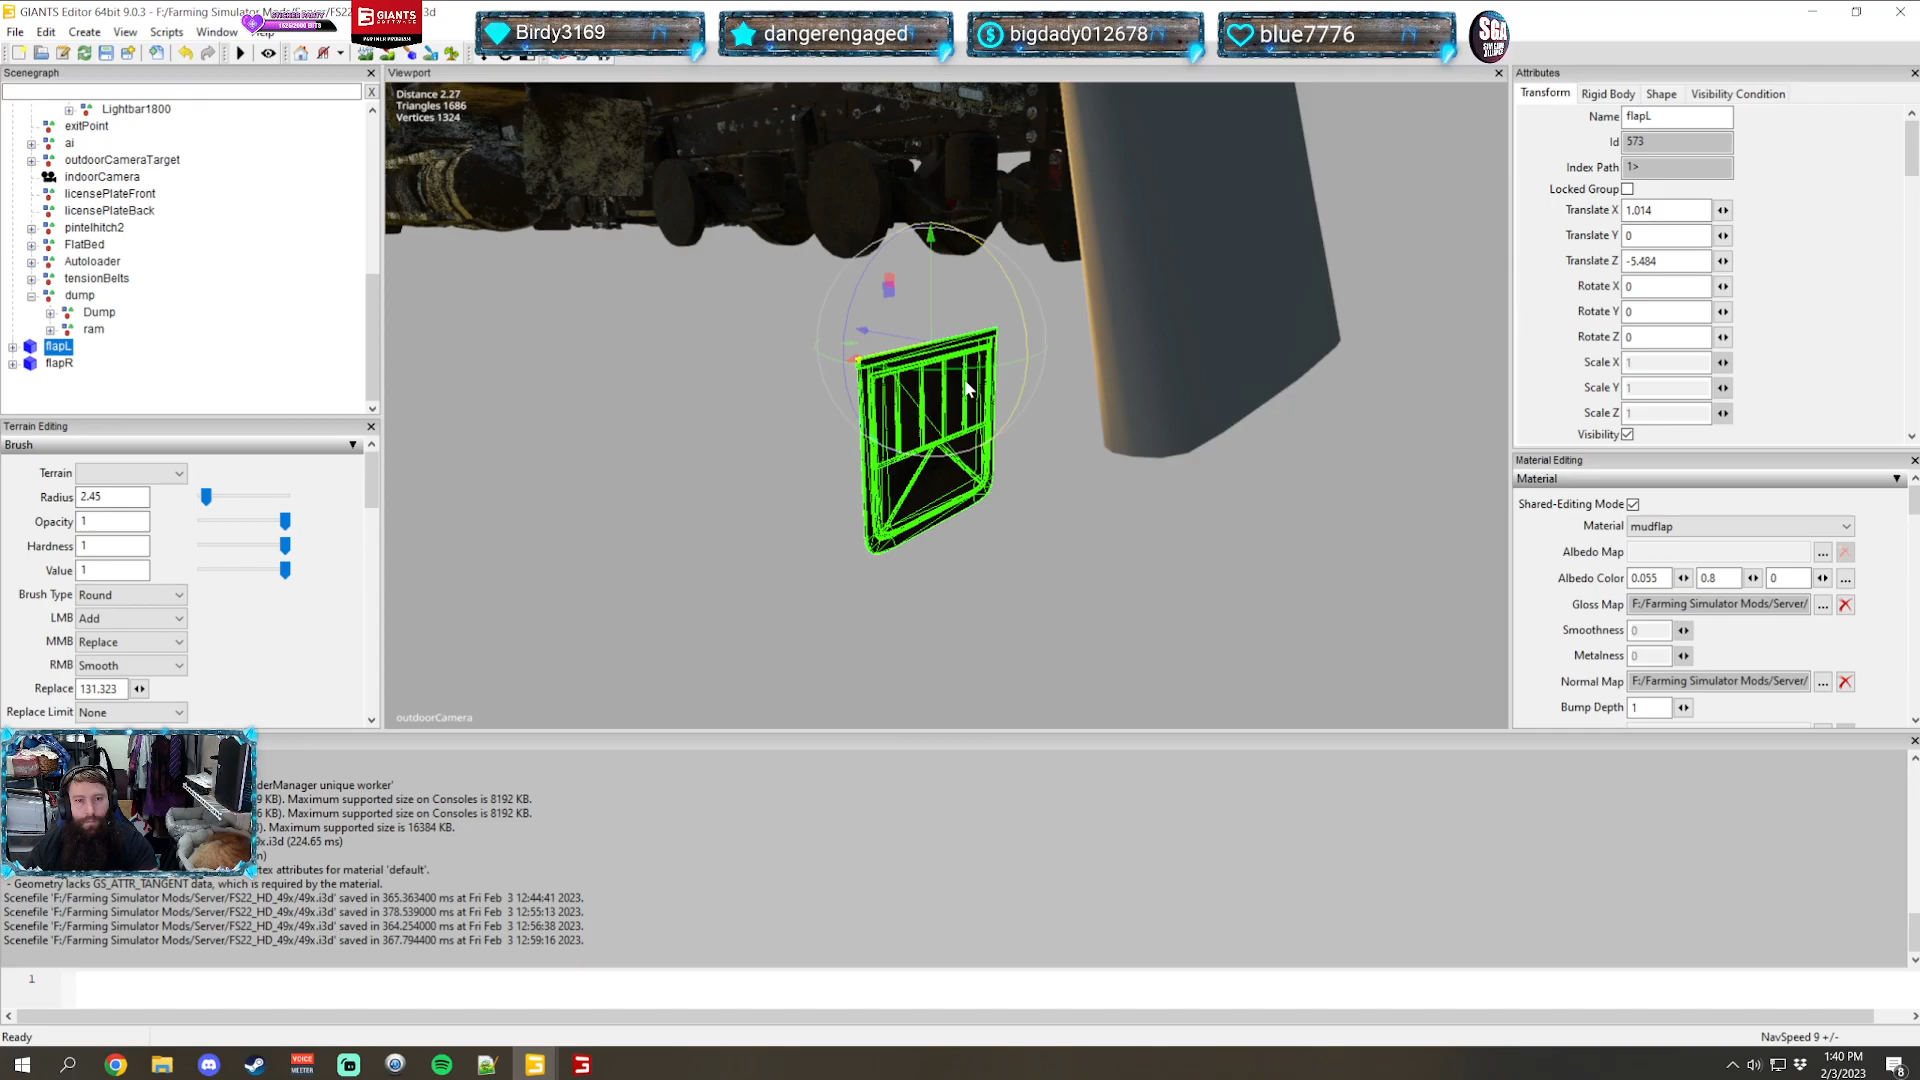 GIANTS Editor 64bit 9.0.3 - F:/Farming Simulator Mods/Server/FS22
3d
STICKER PARTY
GIANTS
SOFTWARE
PARTNER PROGRAM
Birdy3169
dangerengaged
bigdady012678
blue7776
SGA
File Edit Create View Scripts Window Help
Scenegraph
X
Lightbar1800
exitPoint
ai
outdoorCameraTarget
indoorCamera
licensePlateFront
licensePlateBack
pintelhitch2
FlatBed
Autoloader
tensionBelts
dump
Dump
ram
flapL
flapR
Terrain Editing
Brush
Terrain
Radius 2.45
Opacity 1
Hardness 1
Value 1
Brush Type Round
LMB Add
MMB Replace
RMB Smooth
Replace 131.323
Replace Limit None
Viewport
Distance 2.27
Triangles 1686
Vertices 1324
outdoorCamera
Attributes
Transform Rigid Body Shape Visibility Condition
Name flapL
Id 573
Index Path 1>
Locked Group
Translate X 1.014
Translate Y 0
Translate Z -5.484
Rotate X 0
Rotate Y 0
Rotate Z 0
Scale X 1
Scale Y 1
Scale Z 1
Visibility
Material Editing
Material
Shared-Editing Mode
Material mudflap
Albedo Map
Albedo Color 0.055 0.8 0 ...
Gloss Map F:/Farming Simulator Mods/Server/ ...
Smoothness 0
Metalness 0
Normal Map F:/Farming Simulator Mods/Server/ ...
Bump Depth 1
derManager unique worker'
9 KB). Maximum supported size on Consoles is 8192 KB.
6 KB). Maximum supported size on Consoles is 8192 KB.
). Maximum supported size is 16384 KB.
9x.i3d (224.65 ms)
n)
tex attributes for material 'default'.
- Geometry lacks GS_ATTR_TANGENT data, which is required by the material.
Scenefile 'F:/Farming Simulator Mods/Server/FS22_HD_49x/49x.i3d' saved in 365.363400 ms at Fri Feb 3 12:44:41 2023.
Scenefile 'F:/Farming Simulator Mods/Server/FS22_HD_49x/49x.i3d' saved in 378.539000 ms at Fri Feb 3 12:55:13 2023.
Scenefile 'F:/Farming Simulator Mods/Server/FS22_HD_49x/49x.i3d' saved in 364.254000 ms at Fri Feb 3 12:56:38 2023.
Scenefile 'F:/Farming Simulator Mods/Server/FS22_HD_49x/49x.i3d' saved in 367.794400 ms at Fri Feb 3 12:59:16 2023.
1
Ready
NavSpeed 9 +/-
VOICE
MEETER
1:40 PM
2/3/2023
8